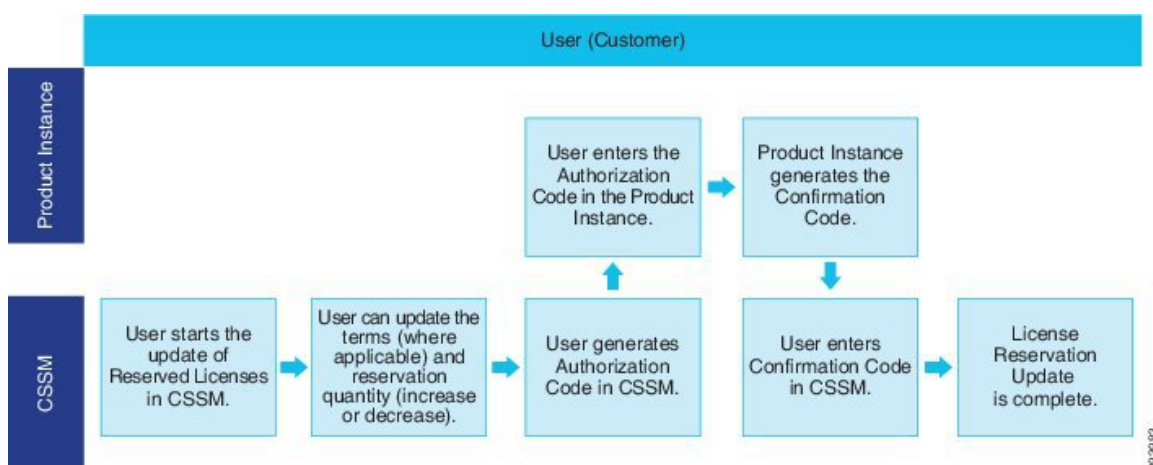 User (Customer)
Product Instance
User enters the
Authorization
Code in the Product
Instance.
Product Instance
generates the
Confirmation
Code.
CSSM
User starts the
update of
Reserved Licenses
in CSSM.
User can update the
terms (where
applicable) and
reservation
quantity (increase
or decrease).
User generates
Authorization
Code in CSSM.
User enters
Confirmation Code
in CSSM.
License
Reservation
Update
is complete.